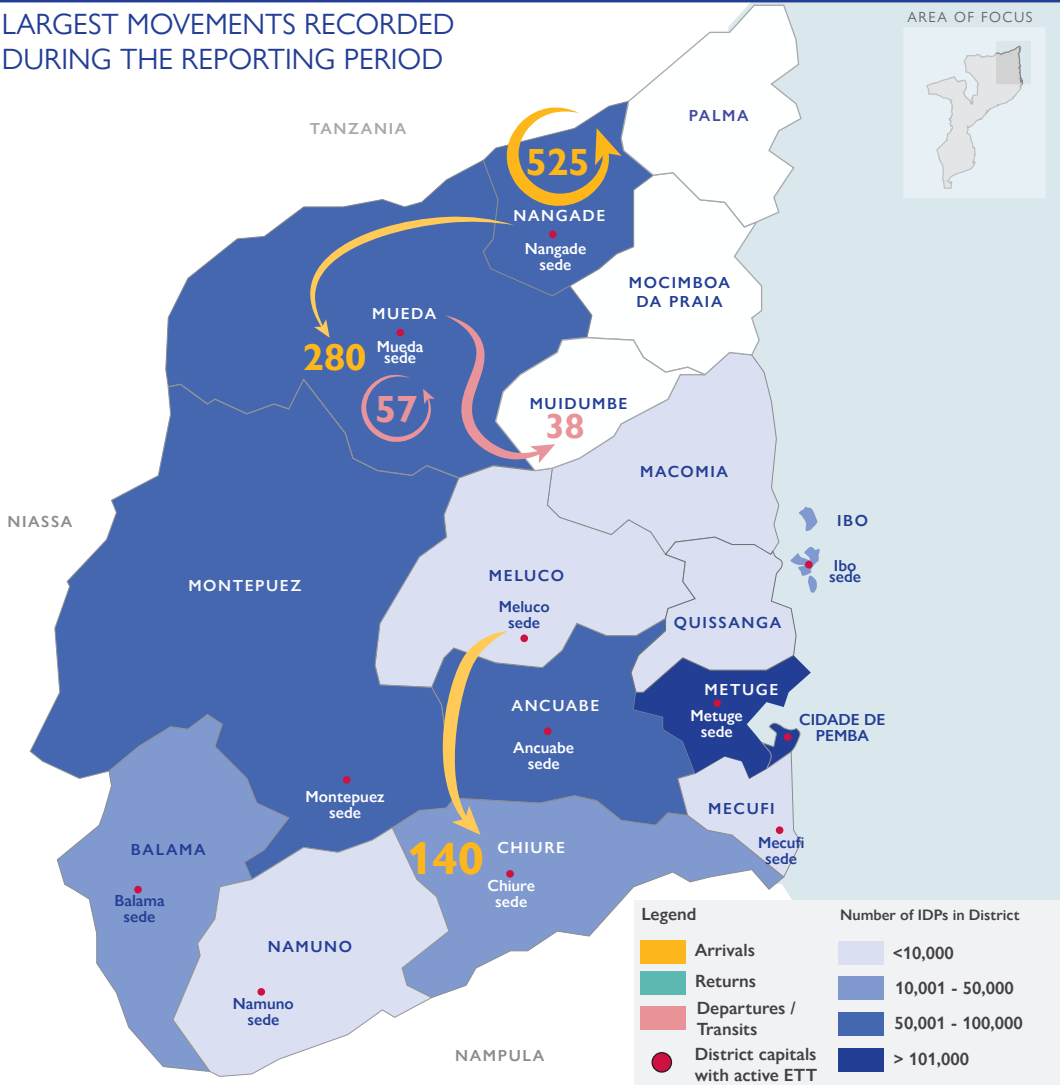 LARGEST MOVEMENTS RECORDED
DURING THE REPORTING PERIOD
AREA OF FOCUS
TANZANIA
PALMA
525
NANGADE
Nangade
sede
MOCIMBOA
DA PRAIA
MUEDA
Mueda
sede
280
57
MUIDUMBE
38
MACOMIA
NIASSA
IBO
Ibo
sede
MONTEPUEZ
MELUCO
Meluco
sede
QUISSANGA
METUGE
Metuge
sede
ANCUABE
Ancuabe
sede
CIDADE DE
PEMBA
Montepuez
sede
MECUFI
Mecufi
sede
BALAMA
Balama
sede
140
CHIURE
Chiure
sede
NAMUNO
Namuno
sede
NAMPULA
Legend
Arrivals
Returns
Departures /
Transits
District capitals
with active ETT
Number of IDPs in District
<10,000
10,001 - 50,000
50,001 - 100,000
> 101,000